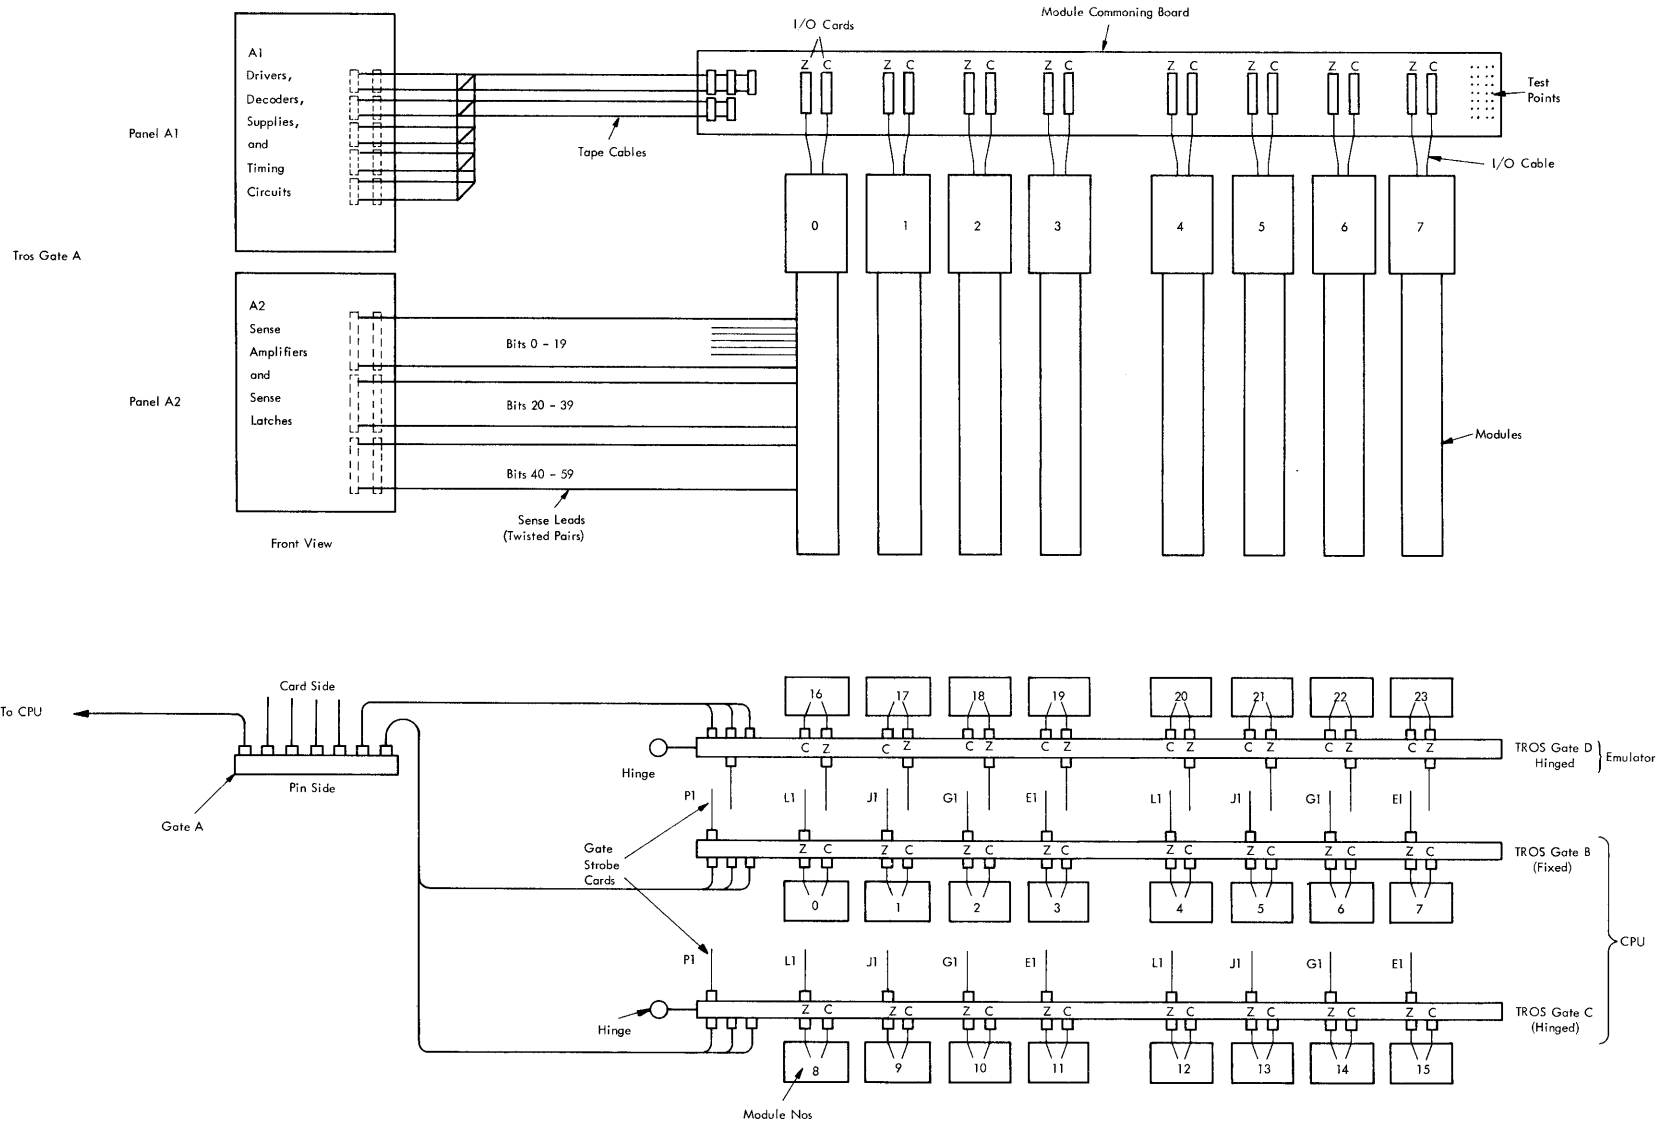 Module Commoning Board
I/O Cards
Z C Z C Z C Z C Z C Z C Z C Z C
Test
Points
A1
Drivers,
Decoders,
Supplies,
and
Timing
Circuits
Panel A1
Tape Cables
I/O Cable
0 1 2 3 4 5 6 7
Tros Gate A
A2
Sense
Amplifiers
and
Sense
Latches
Panel A2
Bits 0 - 19
Bits 20 - 39
Bits 40 - 59
Modules
Sense Leads
(Twisted Pairs)
Front View
To CPU
Card Side
Pin Side
Gate A
16 17 18 19 20 21 22 23
C Z C Z C Z C Z C Z C Z C Z C Z
Hinge
TROS Gate D
Hinged
Emulator
P1 L1 J1 G1 E1 L1 J1 G1 E1
Gate
Strobe
Cards
Z C Z C Z C Z C Z C Z C Z C Z C
TROS Gate B
(Fixed)
0 1 2 3 4 5 6 7
CPU
P1 L1 J1 G1 E1 L1 J1 G1 E1
Hinge
Z C Z C Z C Z C Z C Z C Z C Z C
TROS Gate C
(Hinged)
8 9 10 11 12 13 14 15
Module Nos